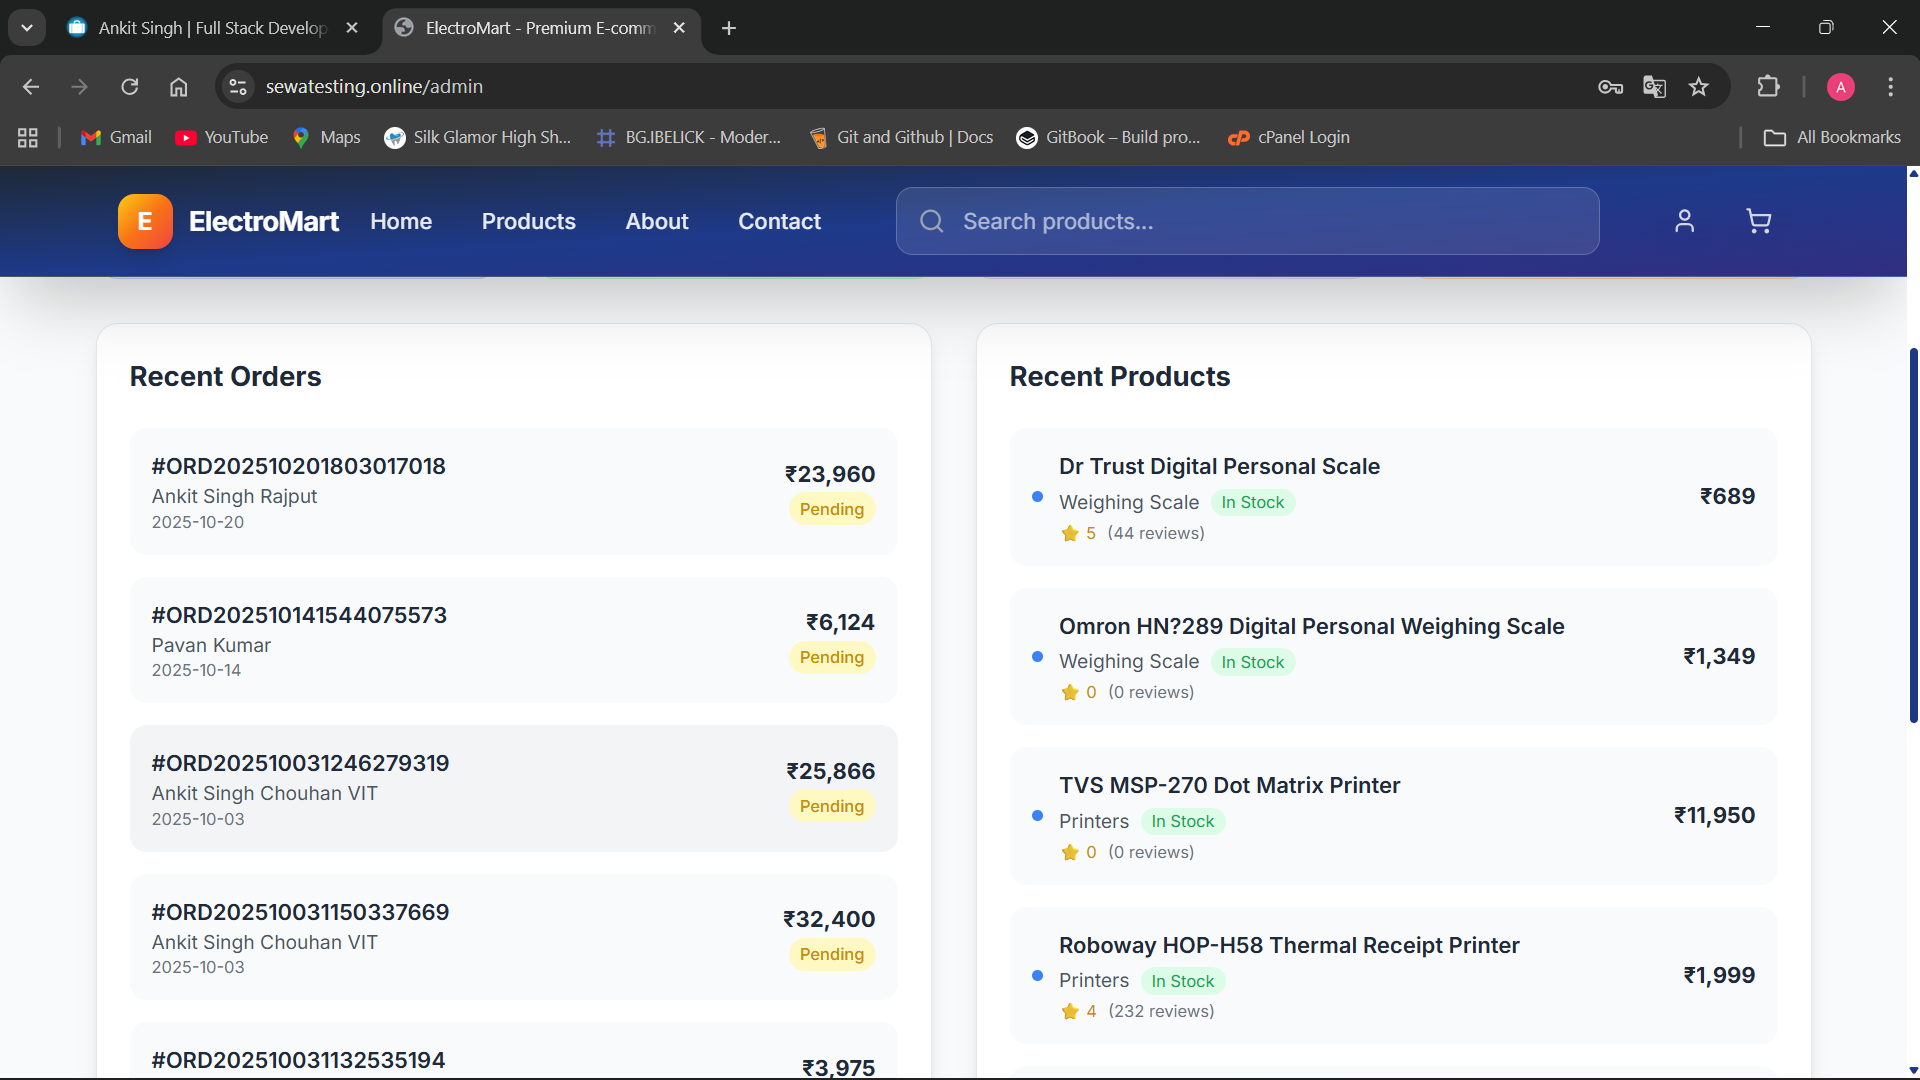 Ankit Singh | Full Stack Develop
ElectroMart - Premium E-comm
sewatesting.online/admin
A
Gmail
YouTube
Maps
Silk Glamor High Sh...
BG.IBELICK - Moder...
Git and Github | Docs
GitBook – Build pro...
cPanel Login
All Bookmarks
E
ElectroMart
Home
Products
About
Contact
Search products...
Recent Orders
#ORD202510201803017018
Ankit Singh Rajput
2025-10-20
₹23,960
Pending
#ORD202510141544075573
Pavan Kumar
2025-10-14
₹6,124
Pending
#ORD202510031246279319
Ankit Singh Chouhan VIT
2025-10-03
₹25,866
Pending
#ORD202510031150337669
Ankit Singh Chouhan VIT
2025-10-03
₹32,400
Pending
#ORD202510031132535194
₹3,975
Recent Products
Dr Trust Digital Personal Scale
Weighing Scale In Stock
5 (44 reviews)
₹689
Omron HN?289 Digital Personal Weighing Scale
Weighing Scale In Stock
0 (0 reviews)
₹1,349
TVS MSP-270 Dot Matrix Printer
Printers In Stock
0 (0 reviews)
₹11,950
Roboway HOP-H58 Thermal Receipt Printer
Printers In Stock
4 (232 reviews)
₹1,999